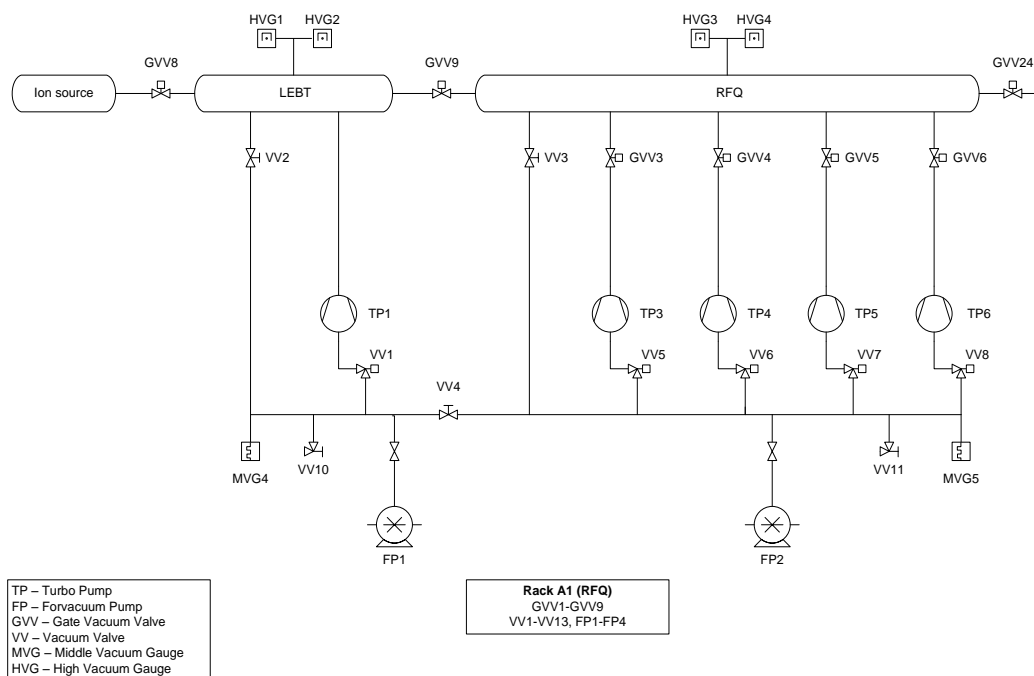 HVG1 HVG2 HVG3 HVG4
GVV8 GVV9 GVV24
Ion source LEBT RFQ
VV2 VV3 GVV3 GVV4 GVV5 GVV6
TP1 TP3 TP4 TP5 TP6
VV1 VV5 VV6 VV7 VV8
VV4
MVG4 VV10 VV11 MVG5
FP1 FP2
TP – Turbo Pump
FP – Forvacuum Pump
GVV – Gate Vacuum Valve
VV – Vacuum Valve
MVG – Middle Vacuum Gauge
HVG – High Vacuum Gauge
Rack A1 (RFQ)
GVV1-GVV9
VV1-VV13, FP1-FP4